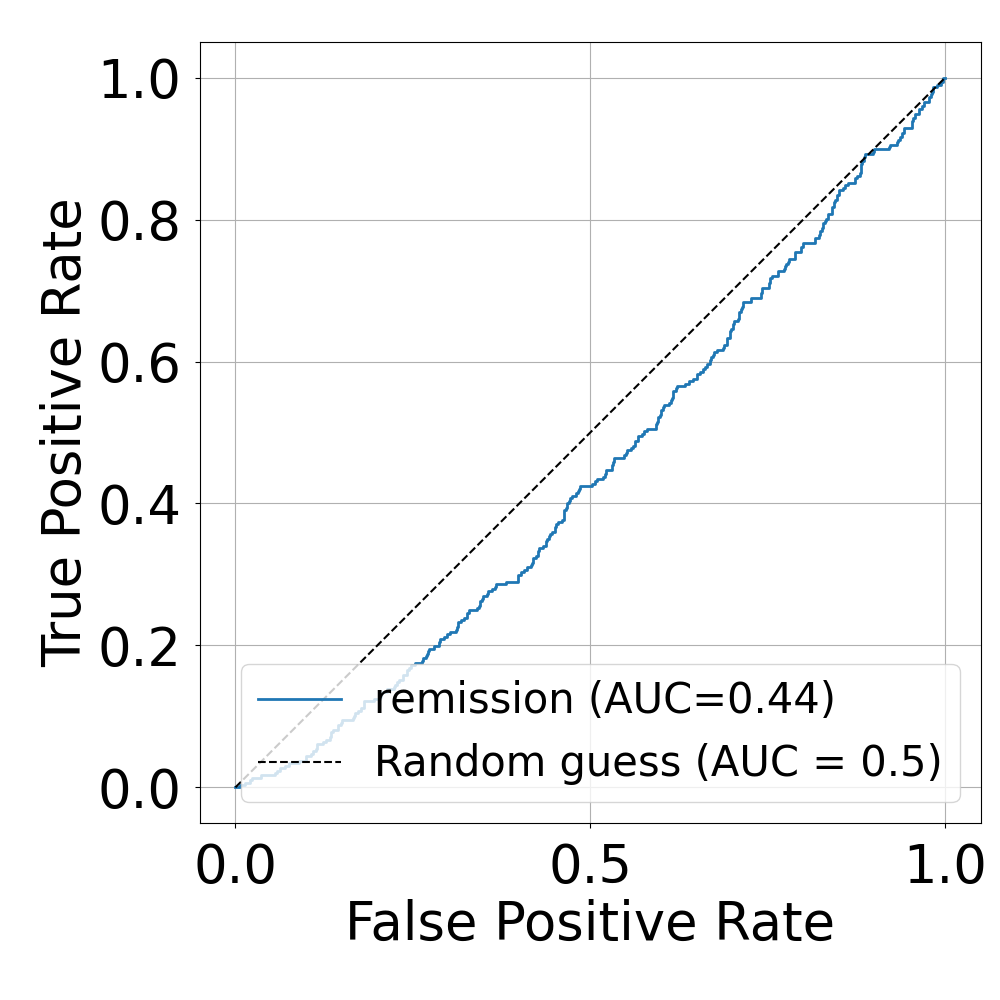 True Positive Rate
1.0
0.8
0.6
0.4
0.2
0.0
remission (AUC=0.44)
Random guess (AUC = 0.5)
0.0
0.5
1.0
False Positive Rate